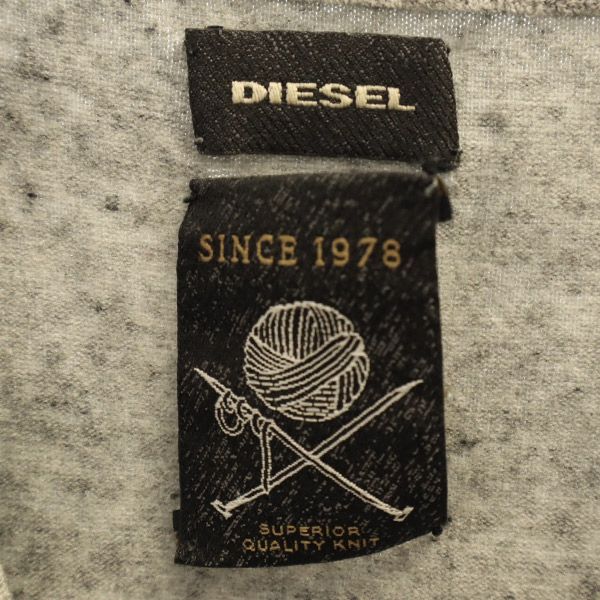 DIESEL
SINCE 1978
SUPERIOR
QUALITY KNIT